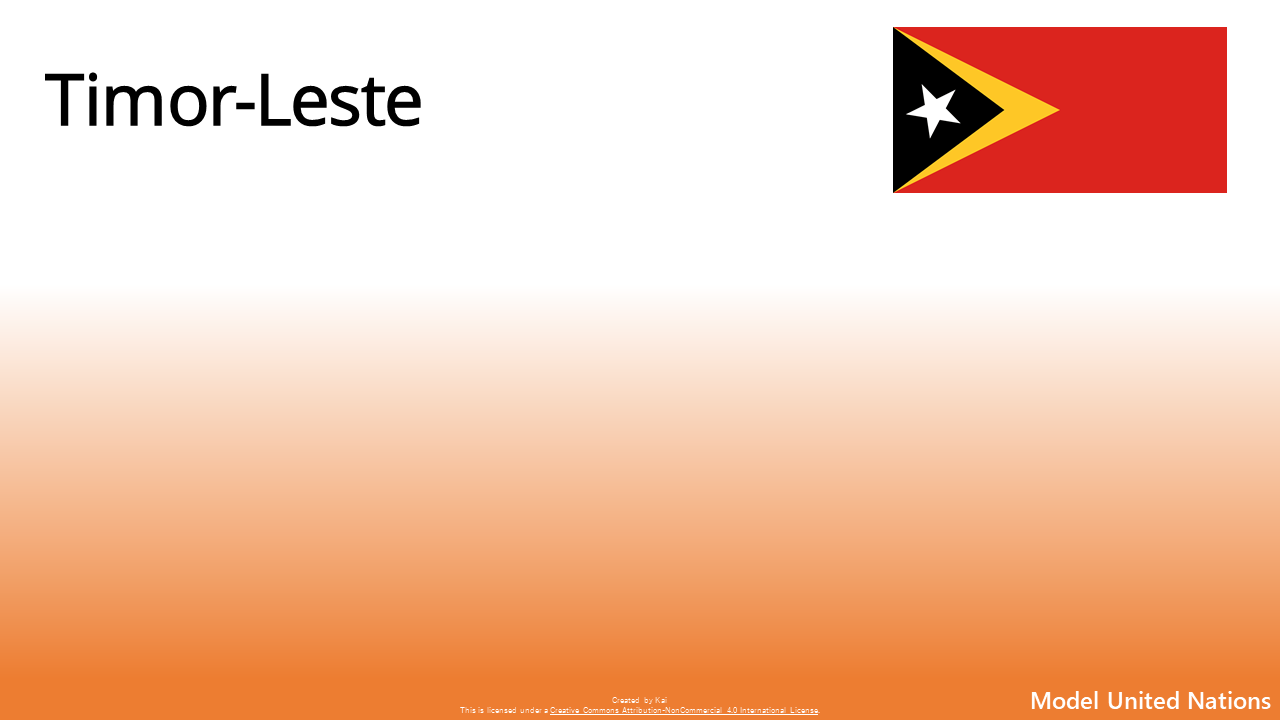 Timor-Leste
Created by Kai
This is licensed under a Creative Commons Attribution-NonCommercial 4.0 International License.
Model United Nations